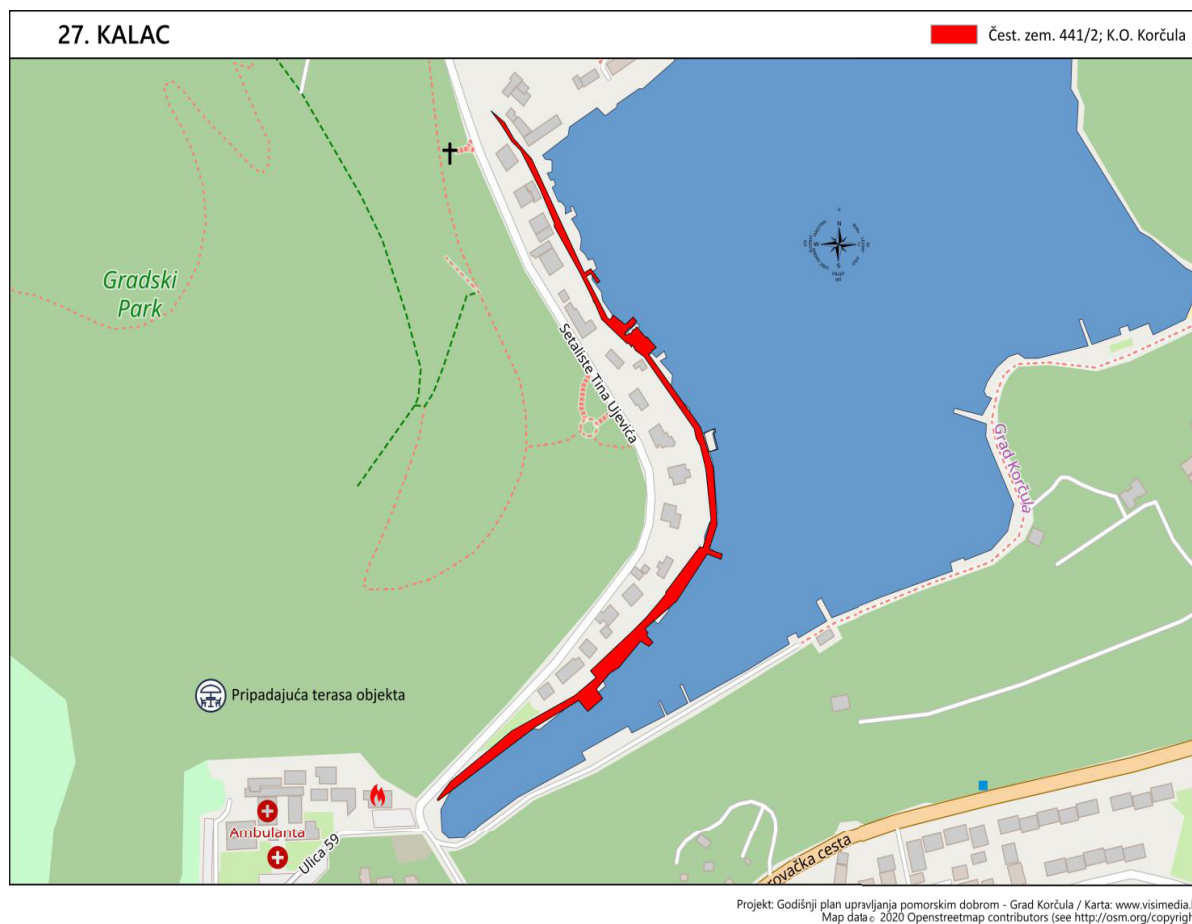 27. KALAC
Čest. zem. 441/2; K.O. Korčula
Gradski
Park
Setaliste Tina Ujevića
N
W
S
Grad Korčula
Pripadajuća terasa objekta
Ambulanta
Ulica 59
rovačka cesta
Projekt: Godišnji plan upravljanja pomorskim dobrom - Grad Korčula / Karta: www.visimedia.
Map data © 2020 Openstreetmap contributors (see http://osm.org/copyrigh